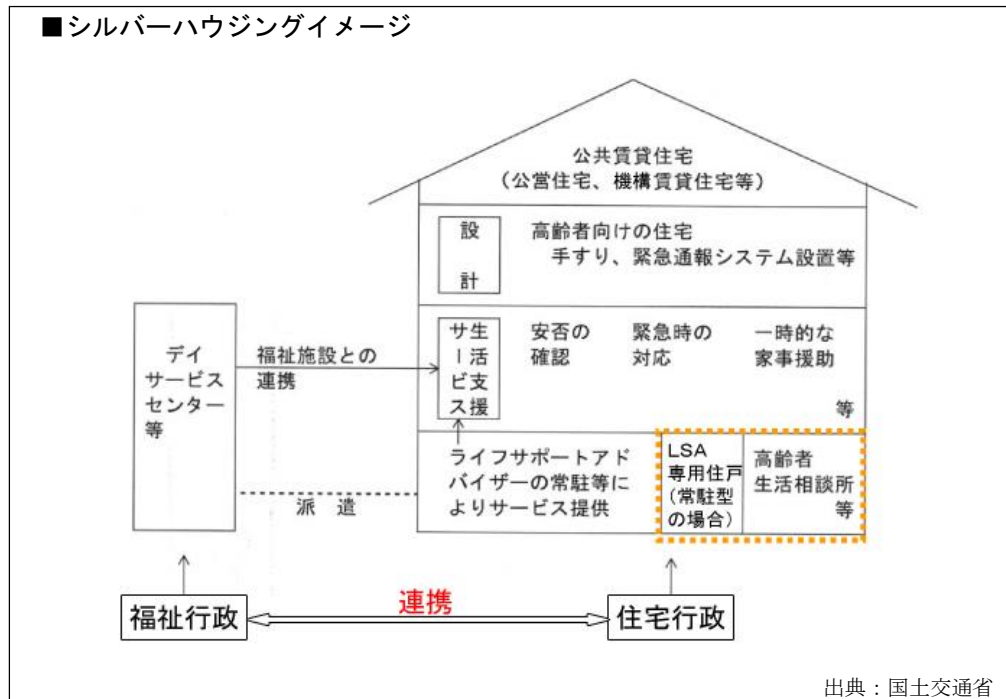 ■シルバーハウジングイメージ
公共賃貸住宅
（公営住宅、機構賃貸住宅等）
設
計
高齢者向けの住宅
手すり、緊急通報システム設置等
生活支援
サービス
安否の
確認
緊急時の
対応
一時的な
家事援助
等
デイ
サービス
センター
等
福祉施設との
連携
ライフサポートアド
バイザーの常駐等に
よりサービス提供
LSA
専用住戸
（常駐型
の場合）
高齢者
生活相談所
等
派 遣
福祉行政
連携
住宅行政
出典：国土交通省